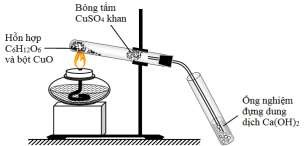 Bông tẩm
CuSO₄ khan
Hỗn hợp
C₆H₁₂O₆
và bột CuO
Ống nghiệm
đựng dung
dịch Ca(OH)₂